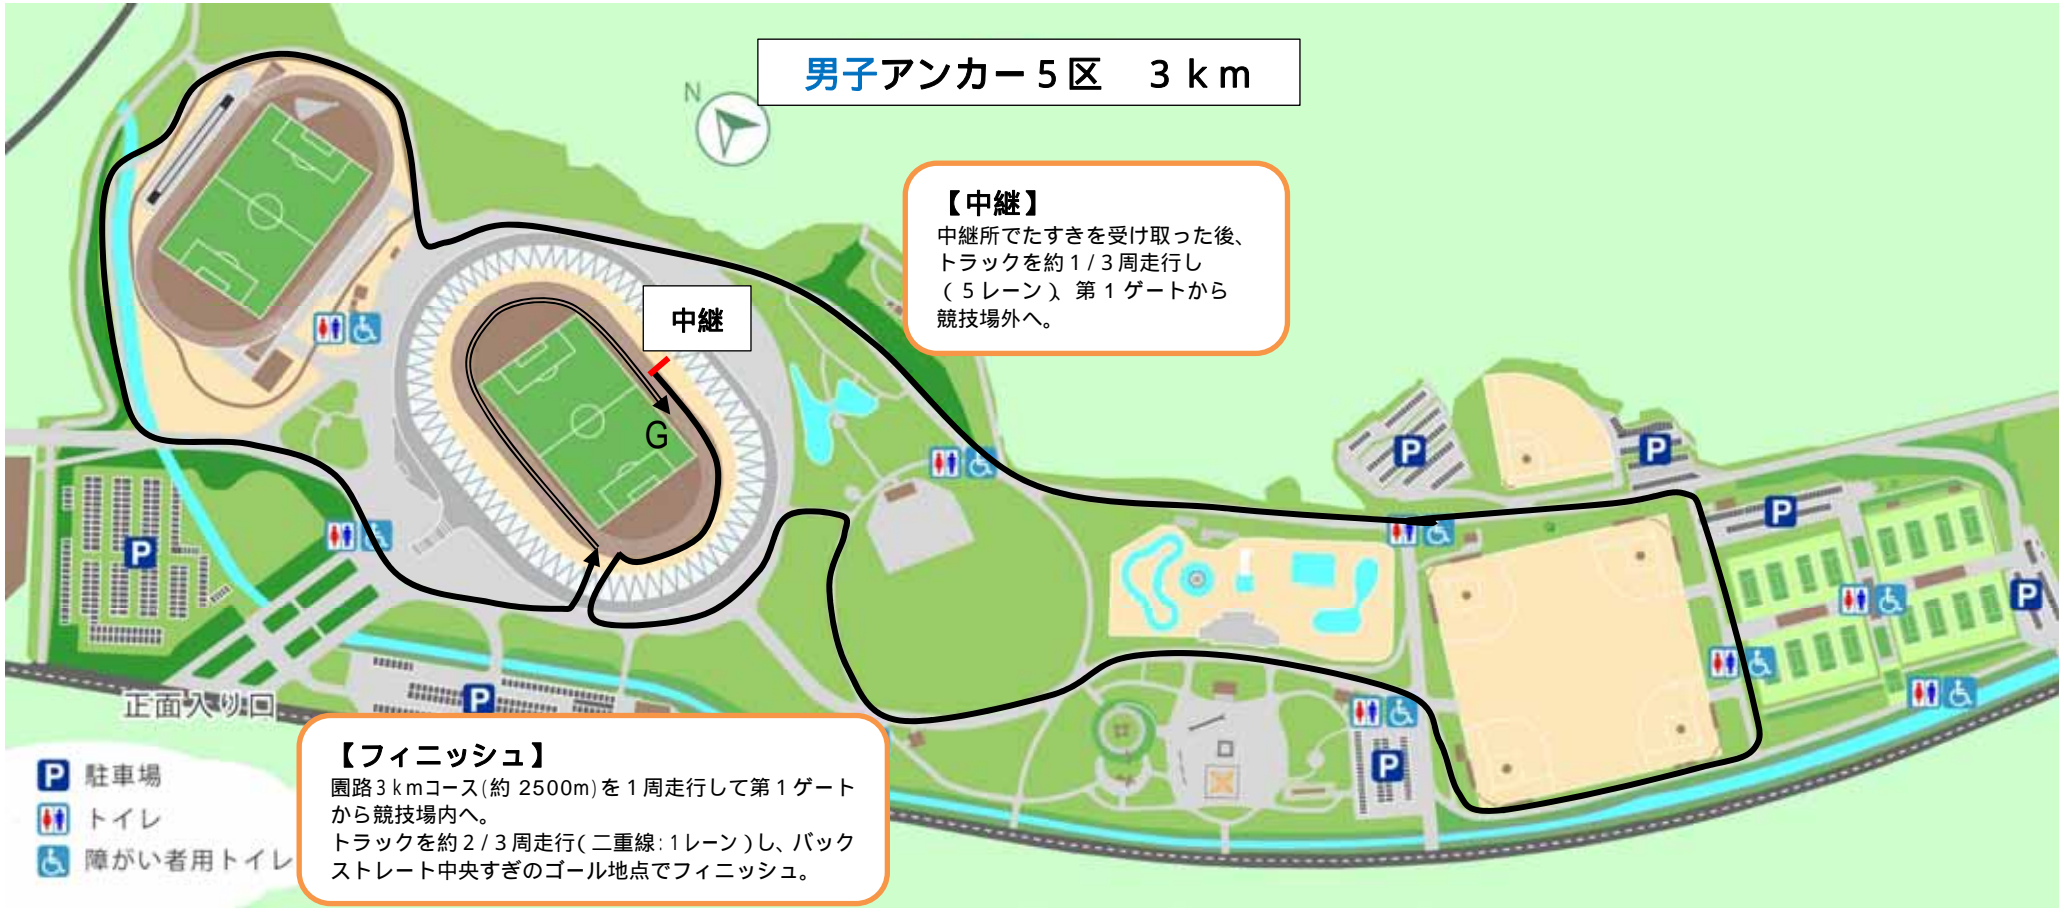 男子アンカー５区　３ｋｍ
N
【中継】
中継所でたすきを受け取った後、
トラックを約１/３周走行し
（５レーン）、第１ゲートから
競技場外へ。
中継
G
P
P
P
P
P
正面入り口
P
P
【フィニッシュ】
園路3ｋmコース(約 2500m)を１周走行して第１ゲート
から競技場内へ。
トラックを約２/３周走行(二重線：1レーン)し、バック
ストレート中央すぎのゴール地点でフィニッシュ。
P 駐車場
トイレ
障がい者用トイレ